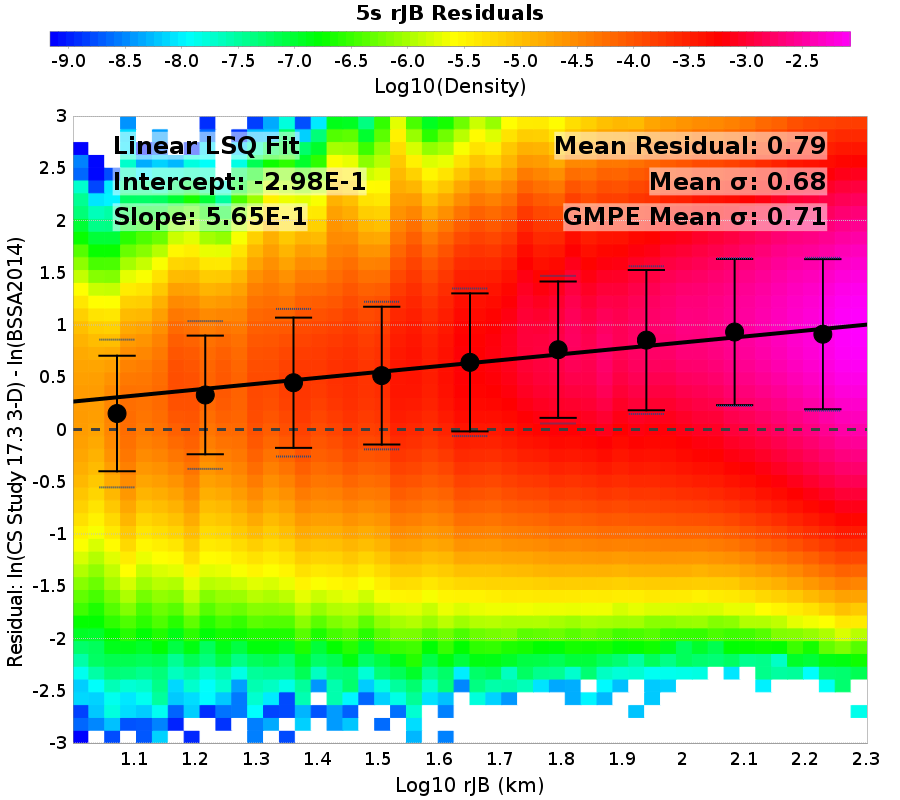 5s rJB Residuals
-9.0 -8.5 -8.0 -7.5 -7.0 -6.5 -6.0 -5.5 -5.0 -4.5 -4.0 -3.5 -3.0 -2.5
Log10(Density)
Residual: ln(CS Study 17.3 3-D) - ln(BSSA2014)
3
2.5
2
1.5
1
0.5
0
-0.5
-1
-1.5
-2
-2.5
-3
Linear LSQ Fit
Intercept: -2.98E-1
Slope: 5.65E-1
Mean Residual: 0.79
Mean σ: 0.68
GMPE Mean σ: 0.71
1.1 1.2 1.3 1.4 1.5 1.6 1.7 1.8 1.9 2 2.1 2.2 2.3
Log10 rJB (km)